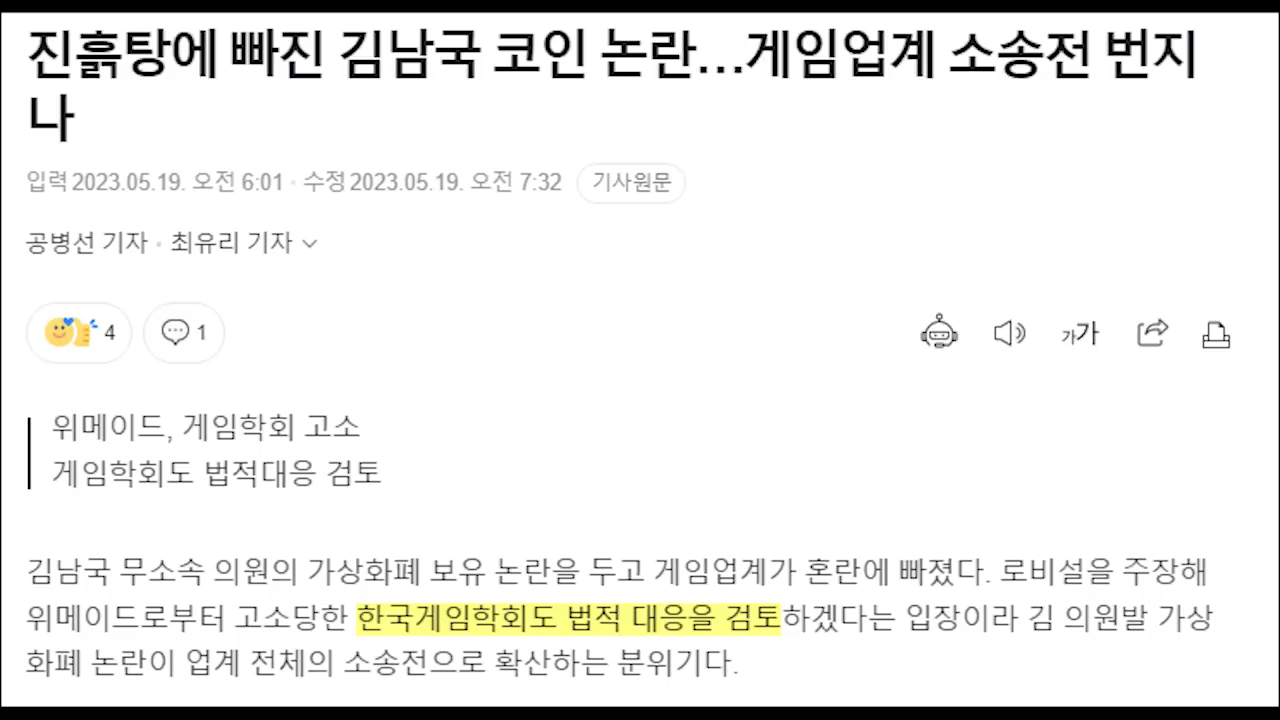 진흙탕에 빠진 김남국 코인 논란…게임업계 소송전 번지
나
입력 2023.05.19. 오전 6:01 · 수정 2023.05.19. 오전 7:32 기사원문
공병선 기자 · 최유리 기자
4 1 가가
위메이드, 게임학회 고소
게임학회도 법적대응 검토
김남국 무소속 의원의 가상화폐 보유 논란을 두고 게임업계가 혼란에 빠졌다. 로비설을 주장해
위메이드로부터 고소당한 한국게임학회도 법적 대응을 검토하겠다는 입장이라 김 의원발 가상
화폐 논란이 업계 전체의 소송전으로 확산하는 분위기다.